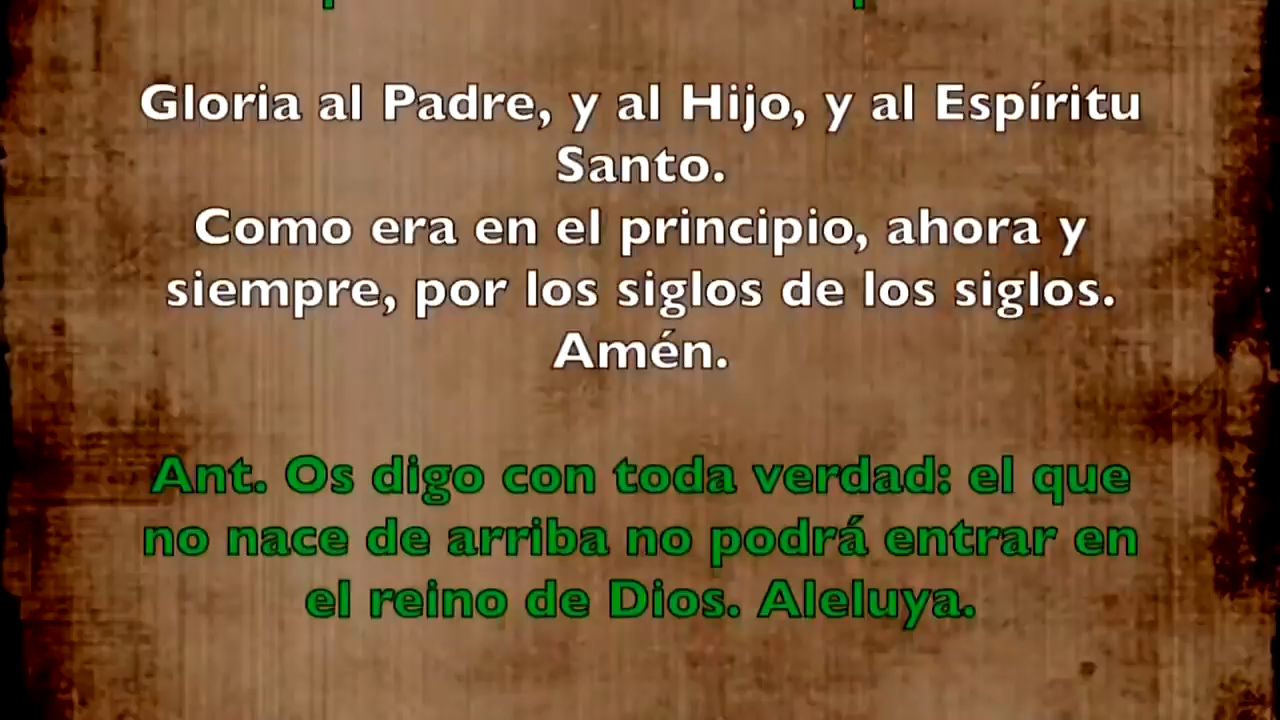 Gloria al Padre, y al Hijo, y al Espíritu
Santo.
Como era en el principio, ahora y
siempre, por los siglos de los siglos.
Amén.
Ant. Os digo con toda verdad: el que
no nace de arriba no podrá entrar en
el reino de Dios. Aleluya.